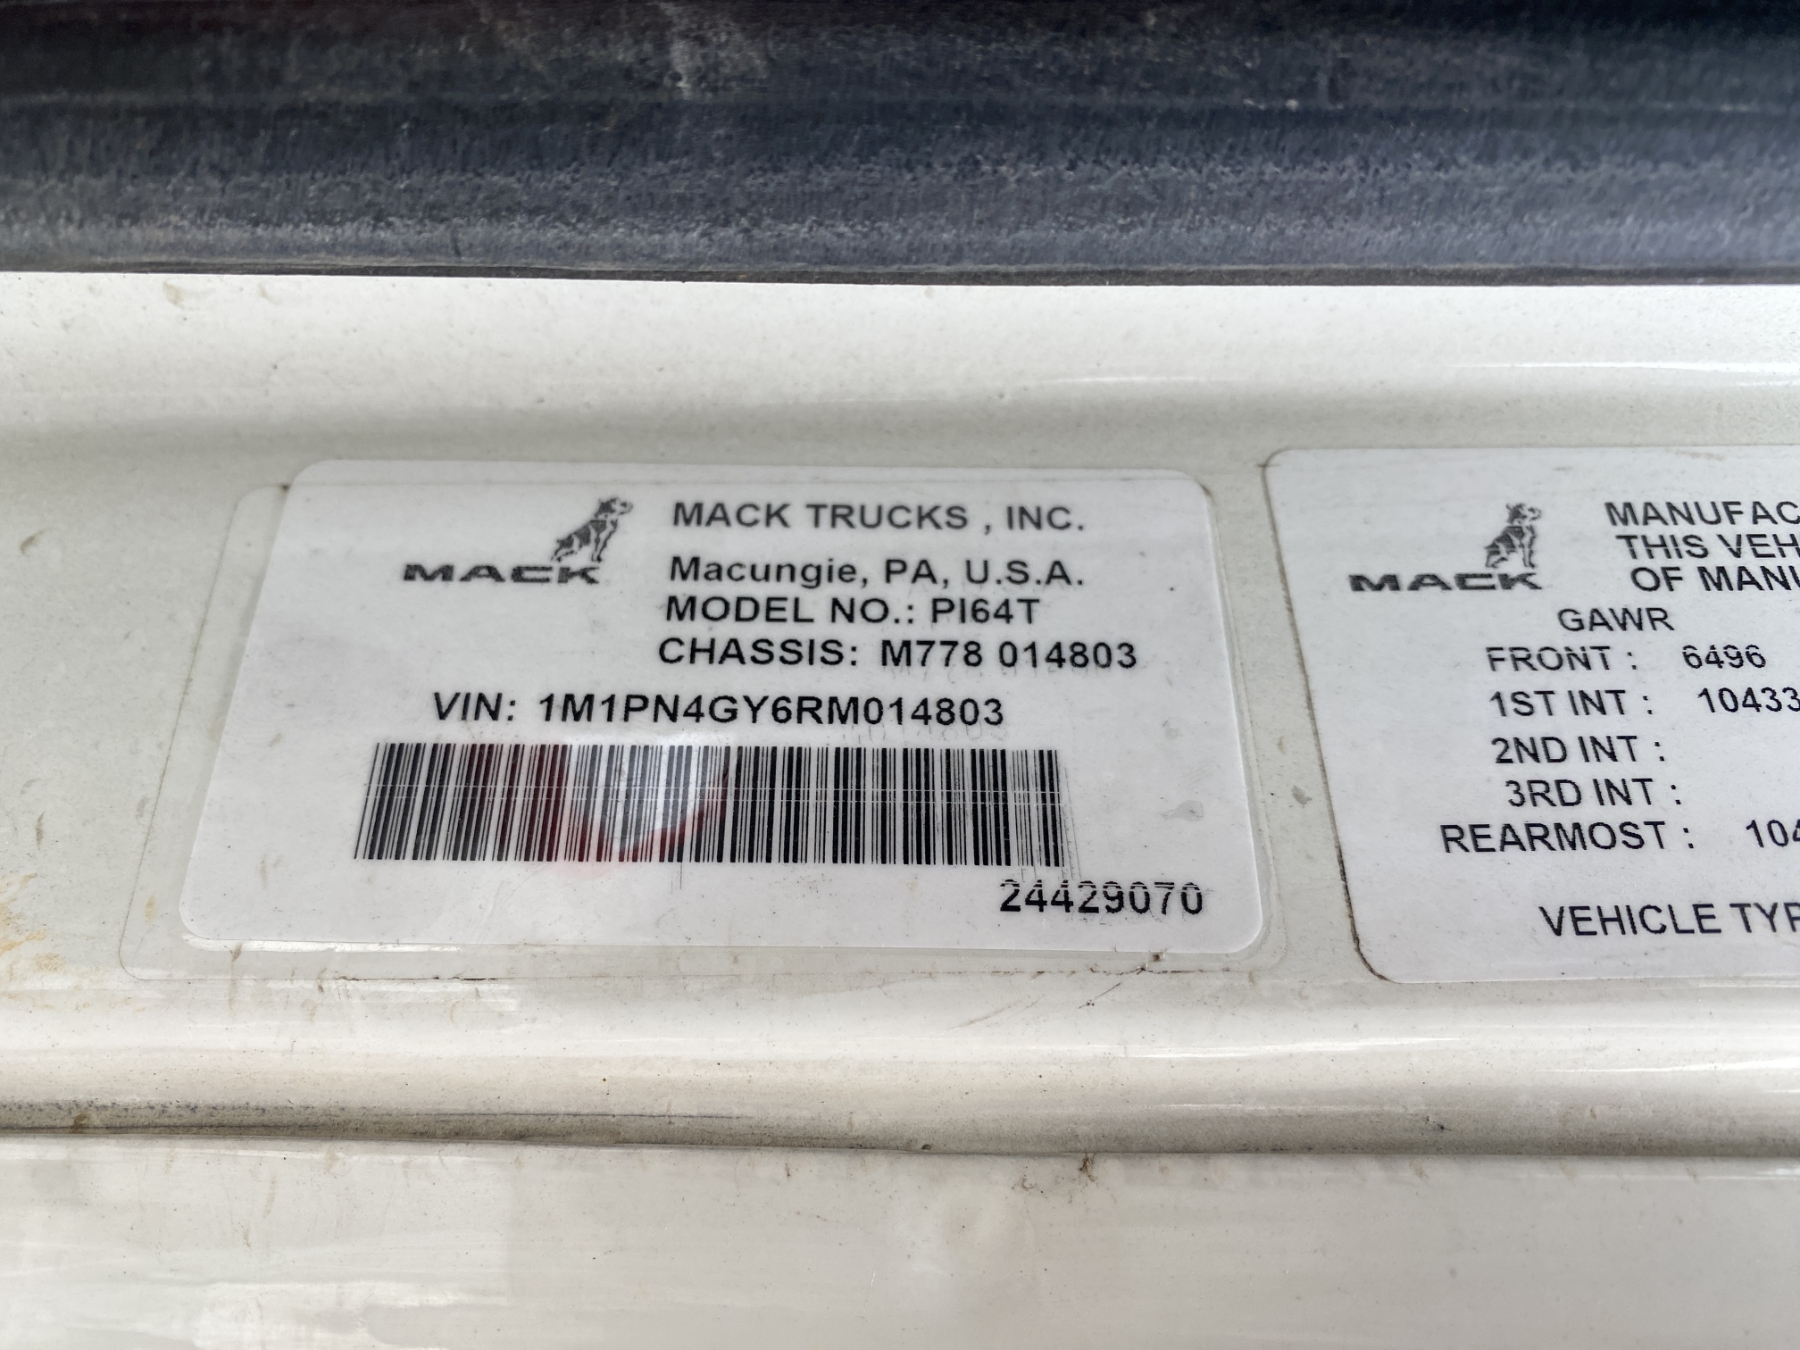 MACK
MACK TRUCKS , INC.
Macungie, PA, U.S.A.
MODEL NO.: PI64T
CHASSIS: M778 014803
VIN: 1M1PN4GY6RM014803
24429070
MACK
MANUFAC
THIS VEH
OF MANU
GAWR
FRONT : 6496
1ST INT : 10433
2ND INT :
3RD INT :
REARMOST : 104
VEHICLE TYP